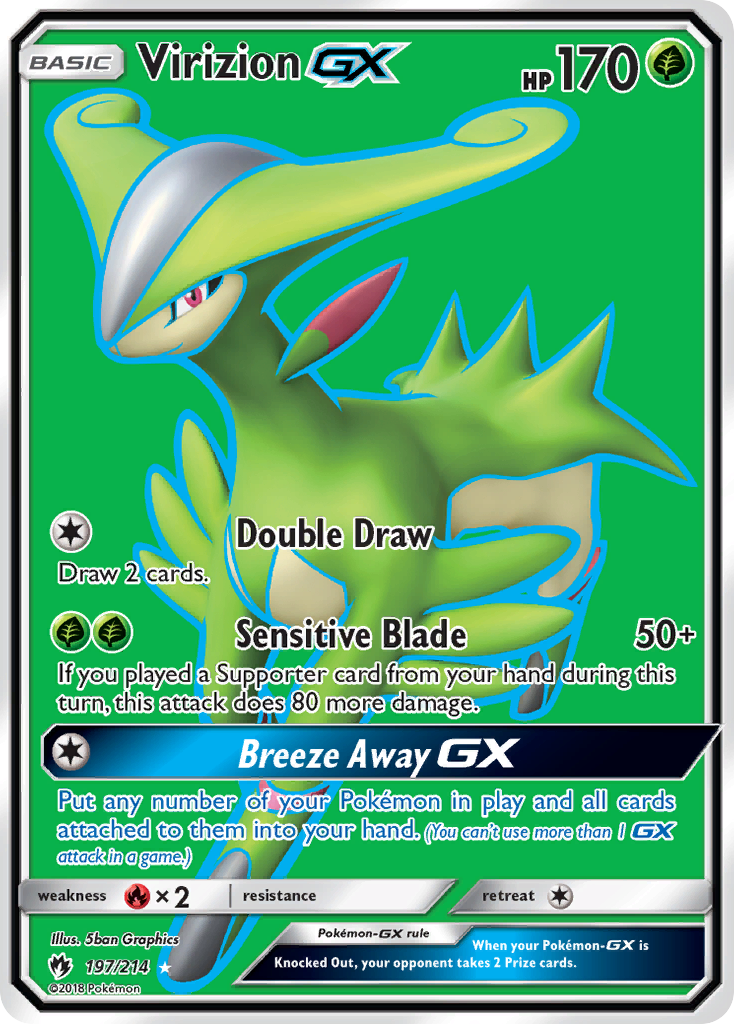 BASIC Virizion GX HP 170
Double Draw
Draw 2 cards.
Sensitive Blade 50+
If you played a Supporter card from your hand during this
turn, this attack does 80 more damage.
Breeze Away GX
Put any number of your Pokémon in play and all cards
attached to them into your hand. (You can't use more than 1 GX
attack in a game.)
weakness ×2 resistance retreat
Illus. 5ban Graphics
197/214
©2018 Pokémon
Pokémon-GX rule
When your Pokémon-GX is
Knocked Out, your opponent takes 2 Prize cards.